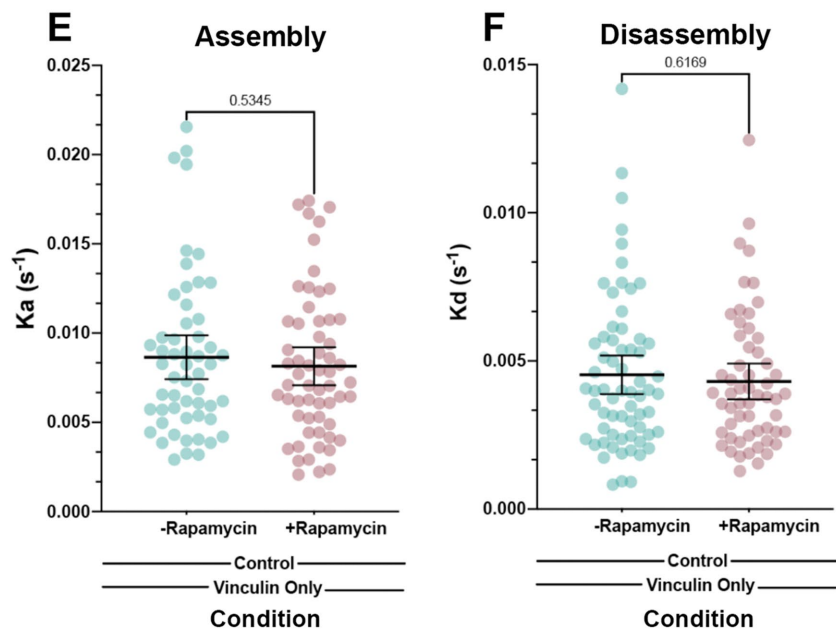 E
Assembly
0.025
0.020
0.015
0.010
0.005
0.000
Ka (s⁻¹)
0.5345
-Rapamycin
+Rapamycin
Control
Vinculin Only
Condition
F
Disassembly
0.015
0.010
0.005
0.000
Kd (s⁻¹)
0.6169
-Rapamycin
+Rapamycin
Control
Vinculin Only
Condition